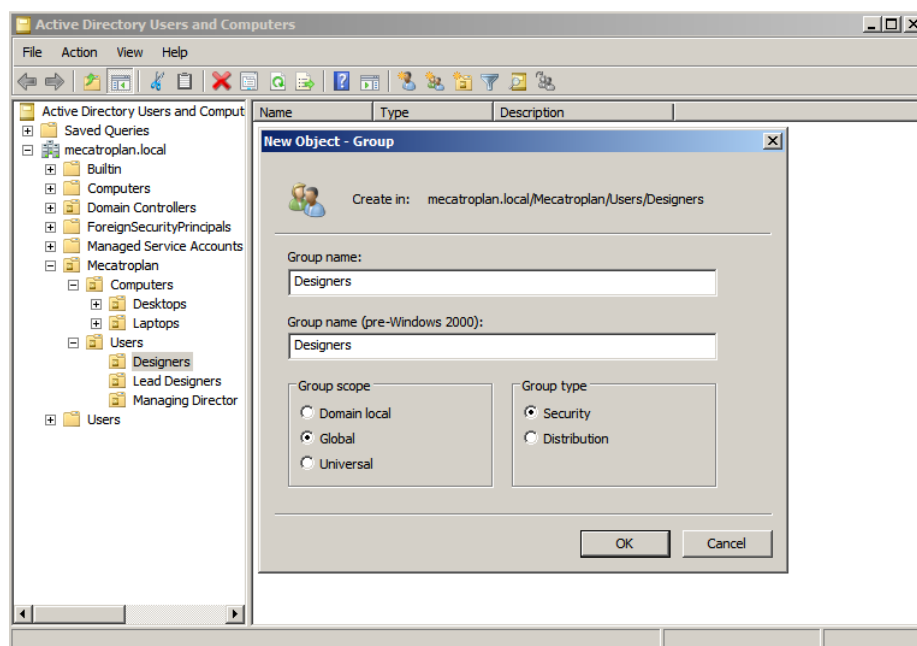 Active Directory Users and Computers
File Action View Help
Active Directory Users and Comput
Saved Queries
mecatroplan.local
Builtin
Computers
Domain Controllers
ForeignSecurityPrincipals
Managed Service Accounts
Mecatroplan
Computers
Desktops
Laptops
Users
Designers
Lead Designers
Managing Director
Users
Name Type Description
New Object - Group
Create in: mecatroplan.local/Mecatroplan/Users/Designers
Group name:
Designers
Group name (pre-Windows 2000):
Designers
Group scope
Domain local
Global
Universal
Group type
Security
Distribution
OK Cancel